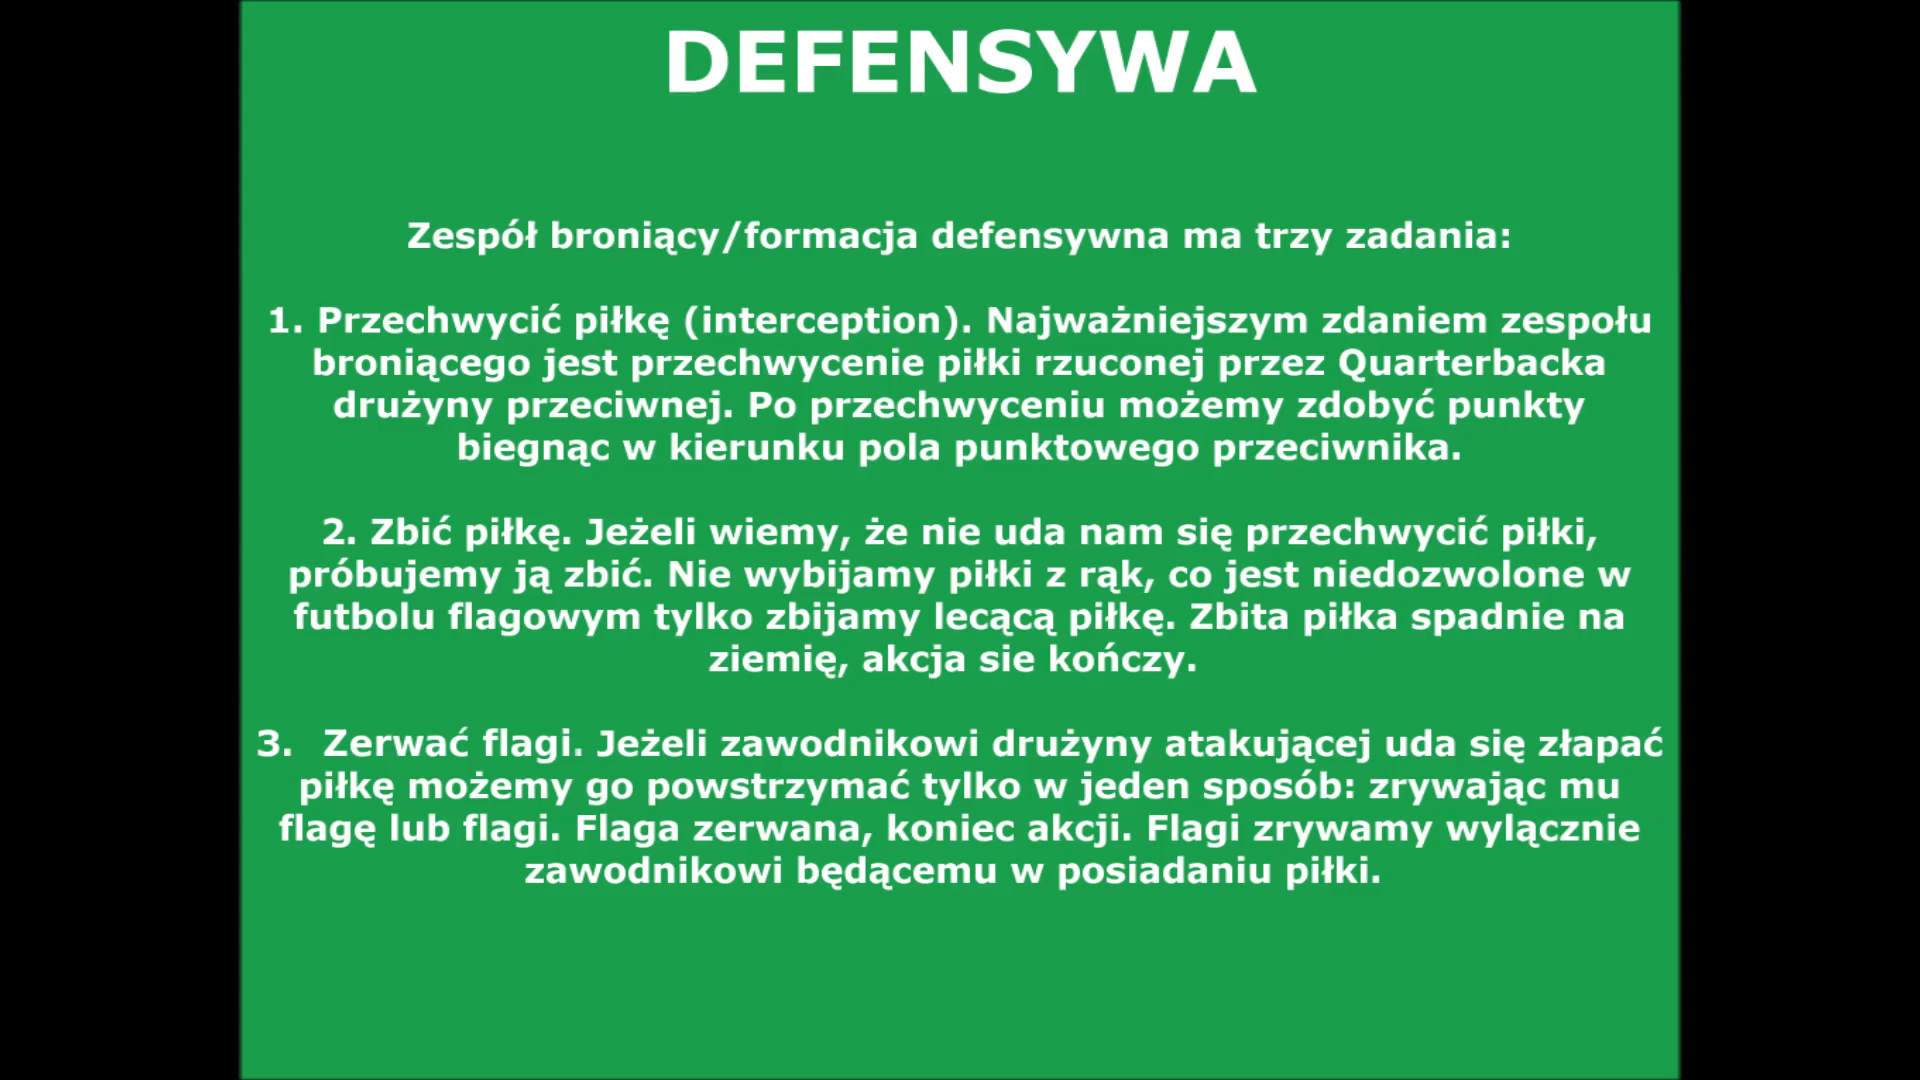 DEFENSYWA
Zespół broniący/formacja defensywna ma trzy zadania:
1. Przechwycić piłkę (interception). Najważniejszym zdaniem zespołu
broniącego jest przechwycenie piłki rzuconej przez Quarterbacka
drużyny przeciwnej. Po przechwyceniu możemy zdobyć punkty
biegnąc w kierunku pola punktowego przeciwnika.
2. Zbić piłkę. Jeżeli wiemy, że nie uda nam się przechwycić piłki,
próbujemy ją zbić. Nie wybijamy piłki z rąk, co jest niedozwolone w
futbolu flagowym tylko zbijamy lecącą piłkę. Zbita piłka spadnie na
ziemię, akcja sie kończy.
3. Zerwać flagi. Jeżeli zawodnikowi drużyny atakującej uda się złapać
piłkę możemy go powstrzymać tylko w jeden sposób: zrywając mu
flagę lub flagi. Flaga zerwana, koniec akcji. Flagi zrywamy wylącznie
zawodnikowi będącemu w posiadaniu piłki.